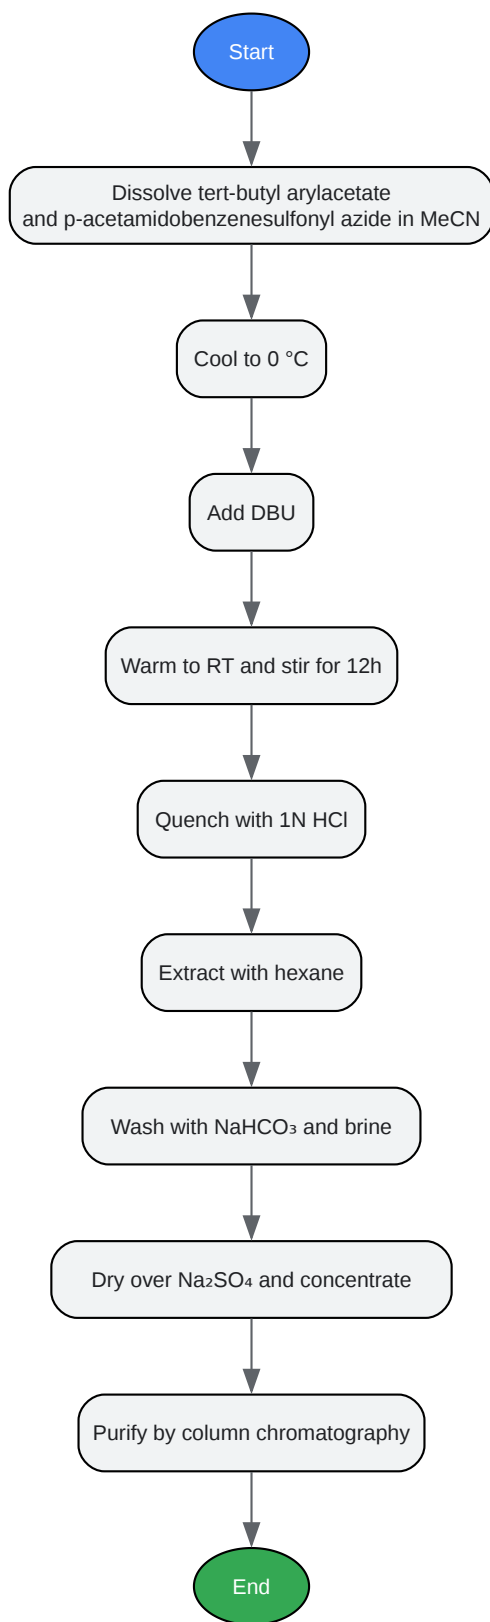 Start
Dissolve tert-butyl arylacetate
and p-acetamidobenzenesulfonyl azide in MeCN
Cool to 0 °C
Add DBU
Warm to RT and stir for 12h
Quench with 1N HCl
Extract with hexane
Wash with NaHCO₃ and brine
Dry over Na₂SO₄ and concentrate
Purify by column chromatography
End